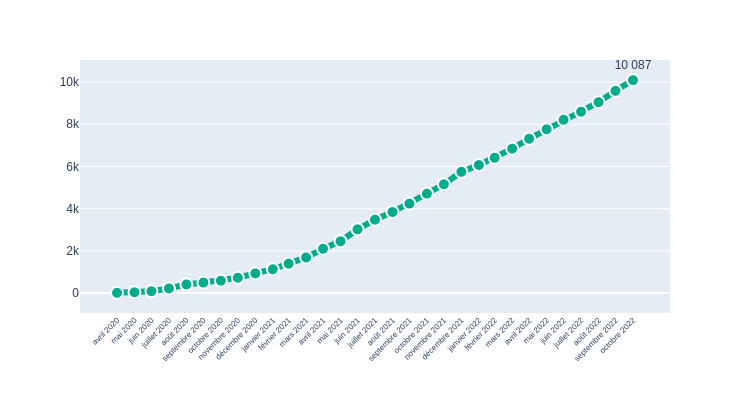 10 087
10k
8k
6k
4k
2k
0
avril 2020
mai 2020
juin 2020
juillet 2020
août 2020
septembre 2020
octobre 2020
novembre 2020
décembre 2020
janvier 2021
février 2021
mars 2021
avril 2021
mai 2021
juin 2021
juillet 2021
août 2021
septembre 2021
octobre 2021
novembre 2021
décembre 2021
janvier 2022
février 2022
mars 2022
avril 2022
mai 2022
juin 2022
juillet 2022
août 2022
septembre 2022
octobre 2022